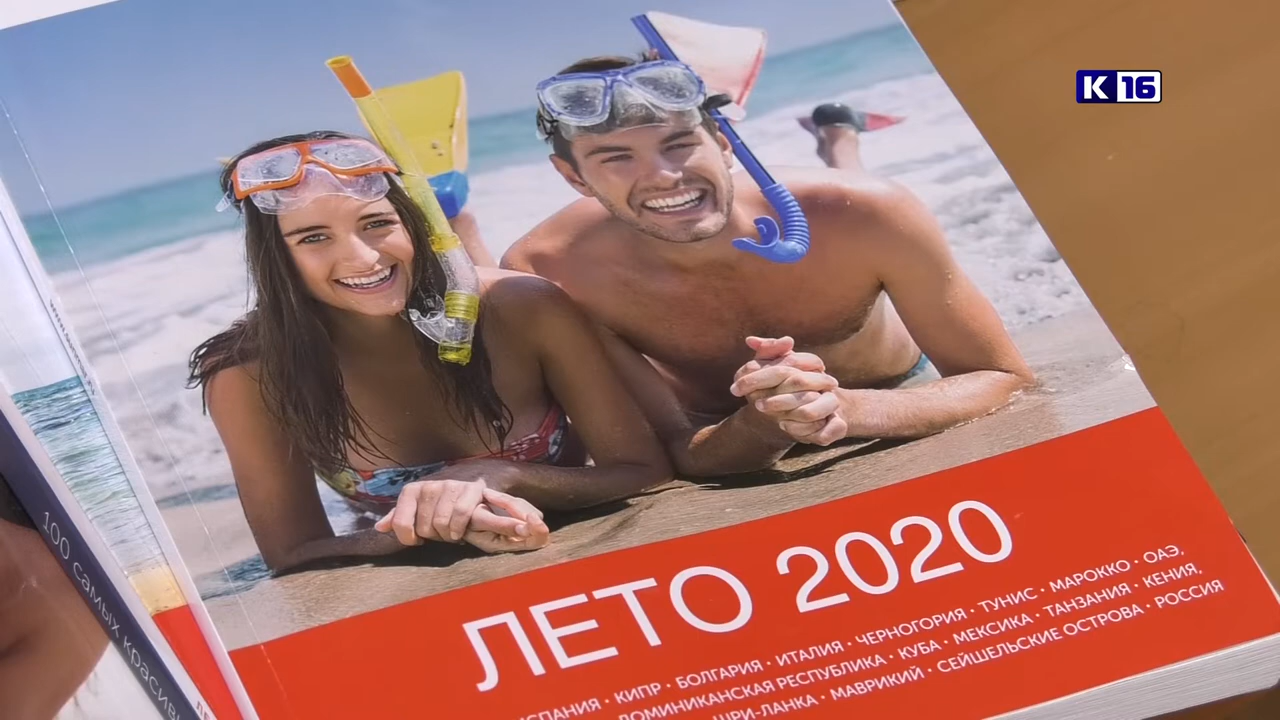 K 16
ЛЕТО 2020
ИСПАНИЯ · КИПР · БОЛГАРИЯ · ИТАЛИЯ · ЧЕРНОГОРИЯ · ТУНИС · МАРОККО · ОАЭ,
ДОМИНИКАНСКАЯ РЕСПУБЛИКА · КУБА · МЕКСИКА · ТАНЗАНИЯ · КЕНИЯ,
ШРИ-ЛАНКА · МАВРИКИЙ · СЕЙШЕЛЬСКИЕ ОСТРОВА · РОССИЯ
100 самых